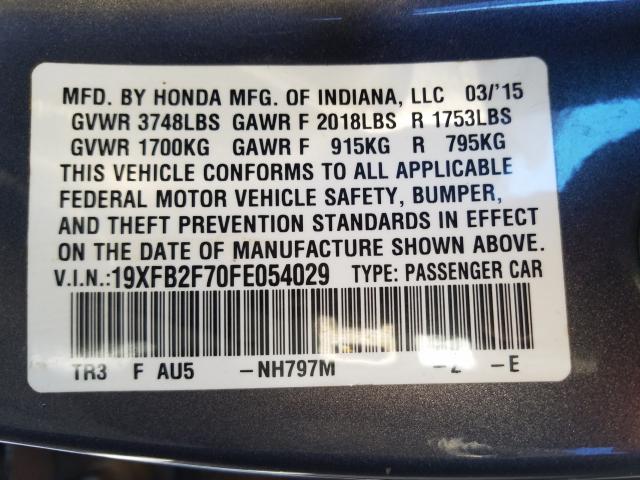 MFD. BY HONDA MFG. OF INDIANA, LLC 03/'15
GVWR 3748LBS GAWR F 2018LBS R 1753LBS
GVWR 1700KG GAWR F 915KG R 795KG
THIS VEHICLE CONFORMS TO ALL APPLICABLE
FEDERAL MOTOR VEHICLE SAFETY, BUMPER,
AND THEFT PREVENTION STANDARDS IN EFFECT
ON THE DATE OF MANUFACTURE SHOWN ABOVE.
V.I.N.:19XFB2F70FE054029 TYPE: PASSENGER CAR
TR3 F AU5 -NH797M -2 -E